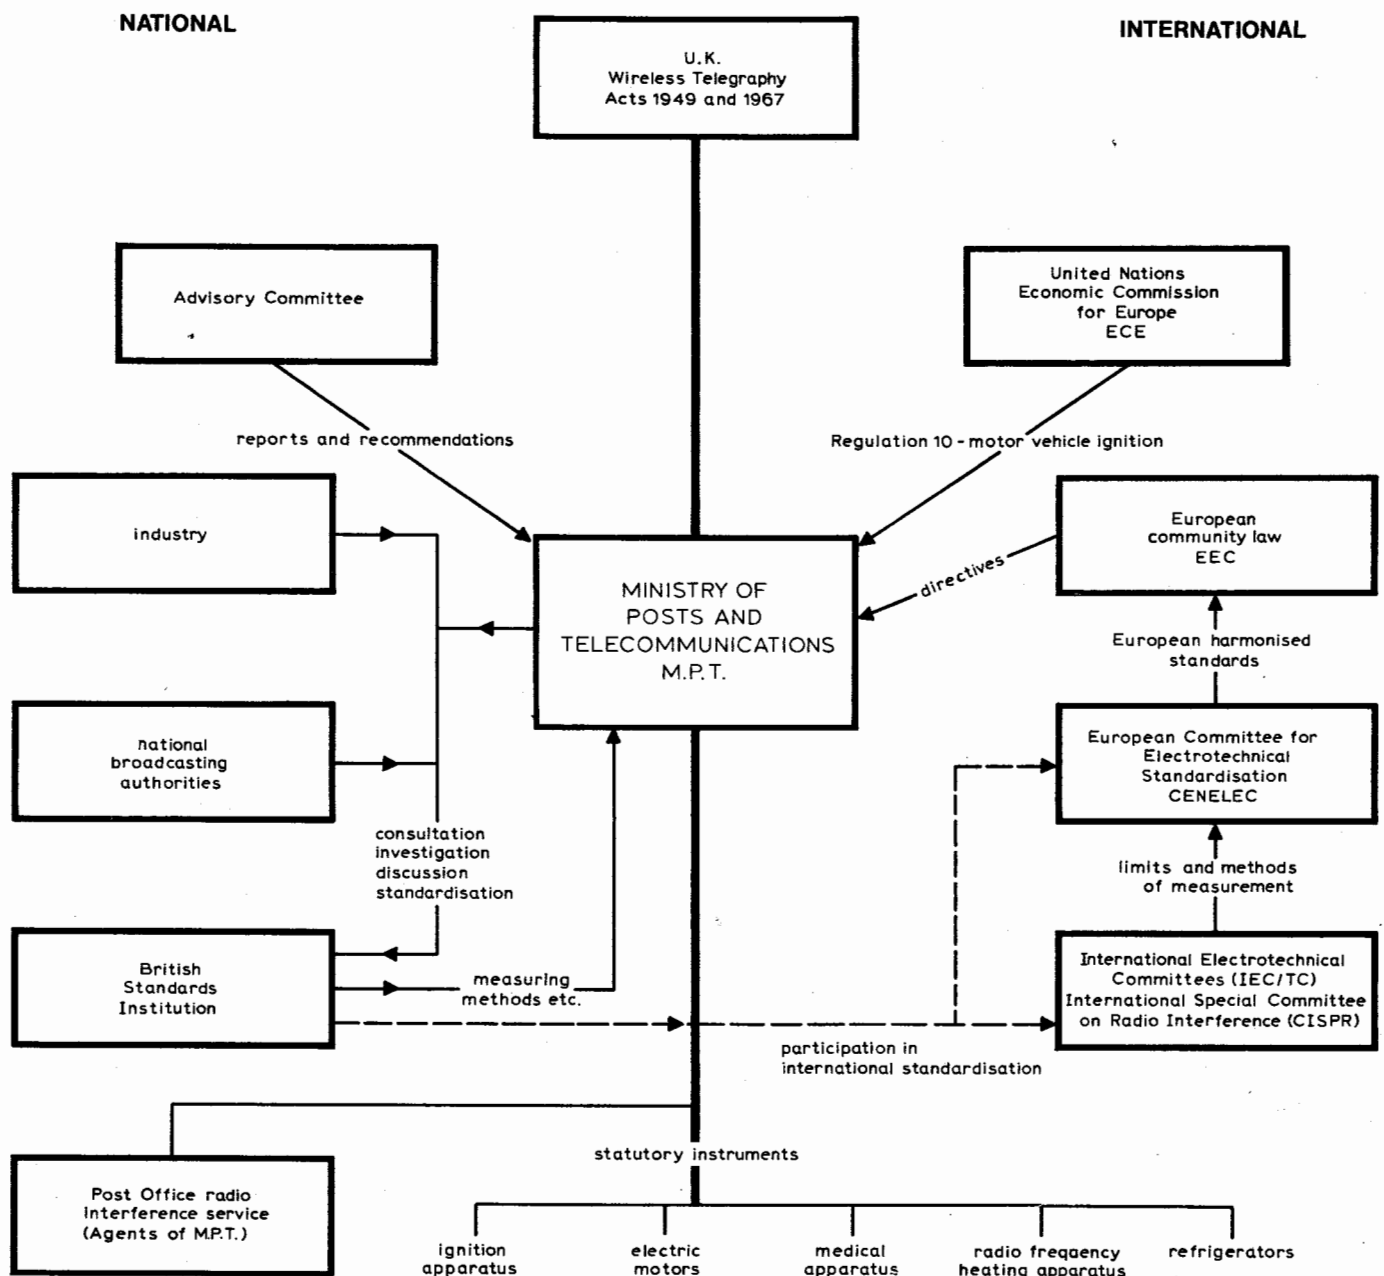 NATIONAL
INTERNATIONAL
U.K.
Wireless Telegraphy
Acts 1949 and 1967
Advisory Committee
United Nations
Economic Commission
for Europe
ECE
reports and recommendations
Regulation 10 - motor vehicle ignition
industry
European
community law
EEC
MINISTRY OF
POSTS AND
TELECOMMUNICATIONS
M.P.T.
directives
European harmonised
standards
national
broadcasting
authorities
European Committee for
Electrotechnical
Standardisation
CENELEC
consultation
investigation
discussion
standardisation
limits and methods
of measurement
British
Standards
Institution
measuring
methods etc.
International Electrotechnical
Committees (IEC/TC)
International Special Committee
on Radio Interference (CISPR)
participation in
international standardisation
statutory instruments
Post Office radio
interference service
(Agents of M.P.T.)
ignition
apparatus
electric
motors
medical
apparatus
radio freqaency
heating apparatus
refrigerators